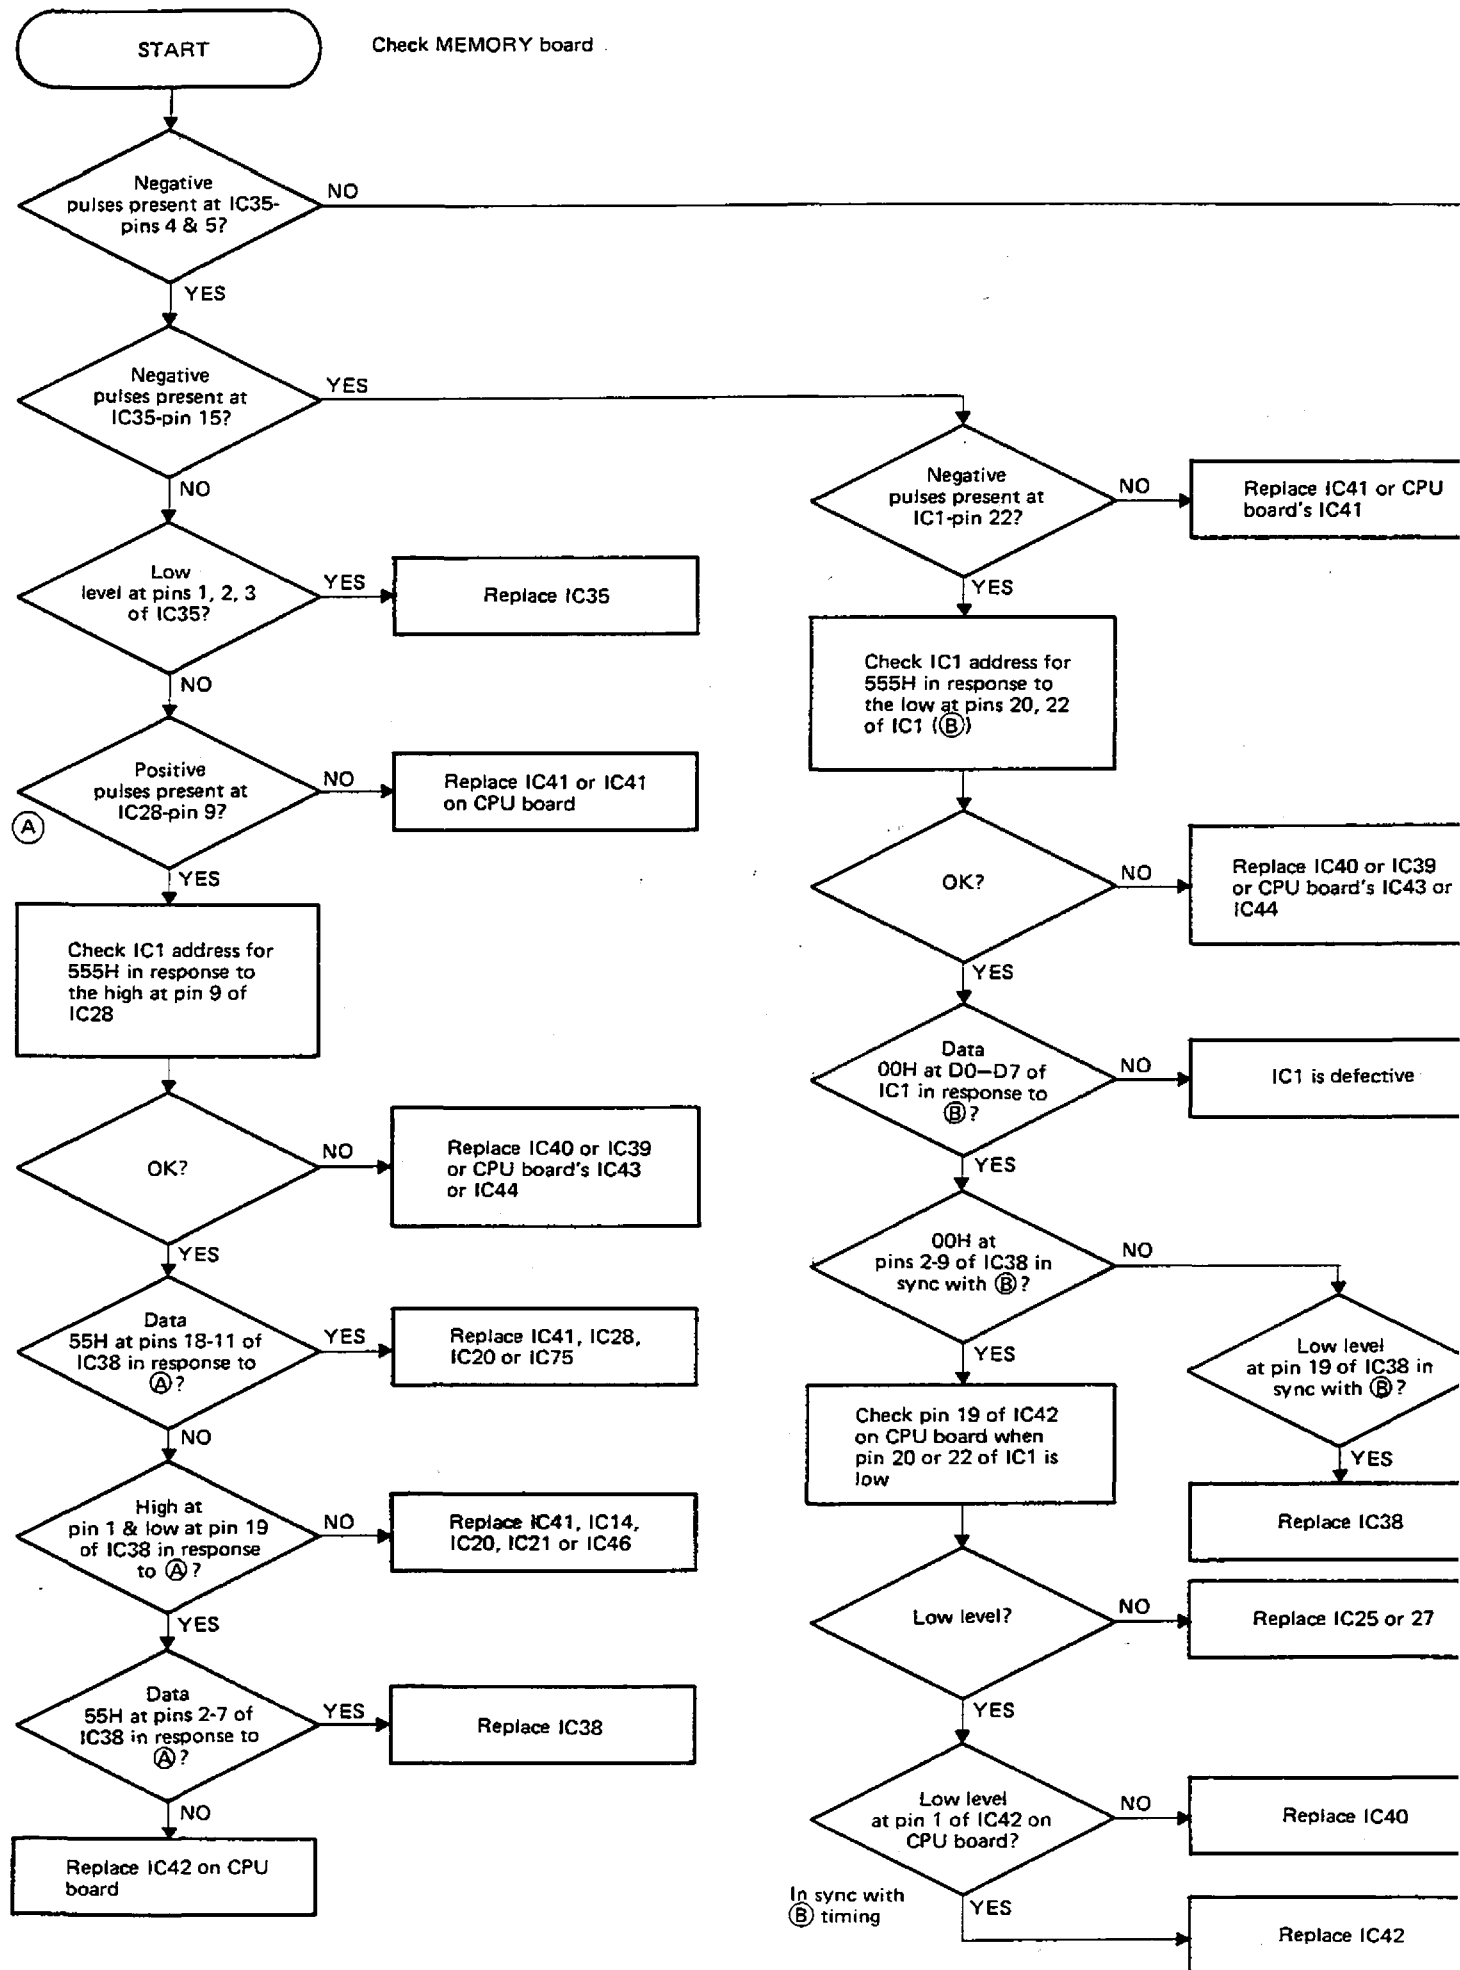 START
Check MEMORY board
Negative
pulses present at IC35-
pins 4 & 5?
NO
YES
Negative
pulses present at
IC35-pin 15?
YES
NO
Low
level at pins 1, 2, 3
of IC35?
YES
Replace IC35
NO
Positive
pulses present at
IC28-pin 9?
Ⓐ
NO
Replace IC41 or IC41
on CPU board
YES
Check IC1 address for
555H in response to
the high at pin 9 of
IC28
OK?
NO
Replace IC40 or IC39
or CPU board's IC43
or IC44
YES
Data
55H at pins 18-11 of
IC38 in response to
Ⓐ?
YES
Replace IC41, IC28,
IC20 or IC75
NO
High at
pin 1 & low at pin 19
of IC38 in response
to Ⓐ?
NO
Replace IC41, IC14,
IC20, IC21 or IC46
YES
Data
55H at pins 2-7 of
IC38 in response to
Ⓐ?
YES
Replace IC38
NO
Replace IC42 on CPU
board
Negative
pulses present at
IC1-pin 22?
NO
Replace IC41 or CPU
board's IC41
YES
Check IC1 address for
555H in response to
the low at pins 20, 22
of IC1 (Ⓑ)
OK?
NO
Replace IC40 or IC39
or CPU board's IC43 or
IC44
YES
Data
00H at D0—D7 of
IC1 in response to
Ⓑ?
NO
IC1 is defective
YES
00H at
pins 2-9 of IC38 in
sync with Ⓑ?
NO
Low level
at pin 19 of IC38 in
sync with Ⓑ?
YES
Replace IC38
YES
Check pin 19 of IC42
on CPU board when
pin 20 or 22 of IC1 is
low
Low level?
NO
Replace IC25 or 27
YES
Low level
at pin 1 of IC42 on
CPU board?
NO
Replace IC40
In sync with
Ⓑ timing
YES
Replace IC42